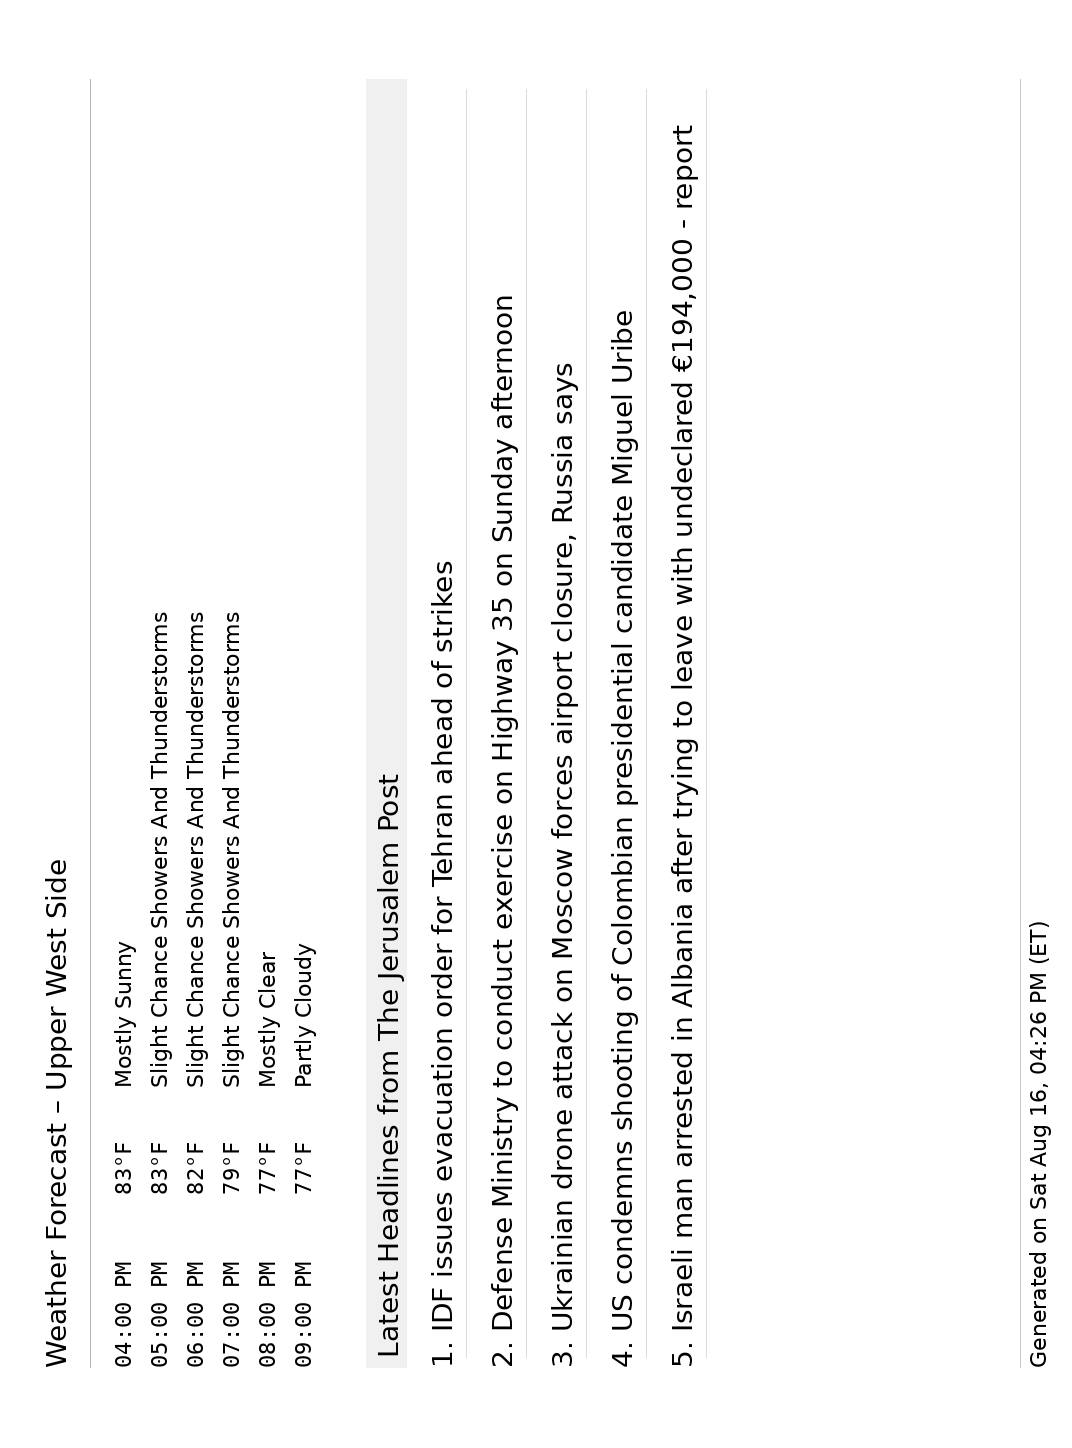 Weather Forecast – Upper West Side
04:00 PM 83°F Mostly Sunny
05:00 PM 83°F Slight Chance Showers And Thunderstorms
06:00 PM 82°F Slight Chance Showers And Thunderstorms
07:00 PM 79°F Slight Chance Showers And Thunderstorms
08:00 PM 77°F Mostly Clear
09:00 PM 77°F Partly Cloudy
Latest Headlines from The Jerusalem Post
1. IDF issues evacuation order for Tehran ahead of strikes
2. Defense Ministry to conduct exercise on Highway 35 on Sunday afternoon
3. Ukrainian drone attack on Moscow forces airport closure, Russia says
4. US condemns shooting of Colombian presidential candidate Miguel Uribe
5. Israeli man arrested in Albania after trying to leave with undeclared €194,000 - report
Generated on Sat Aug 16, 04:26 PM (ET)